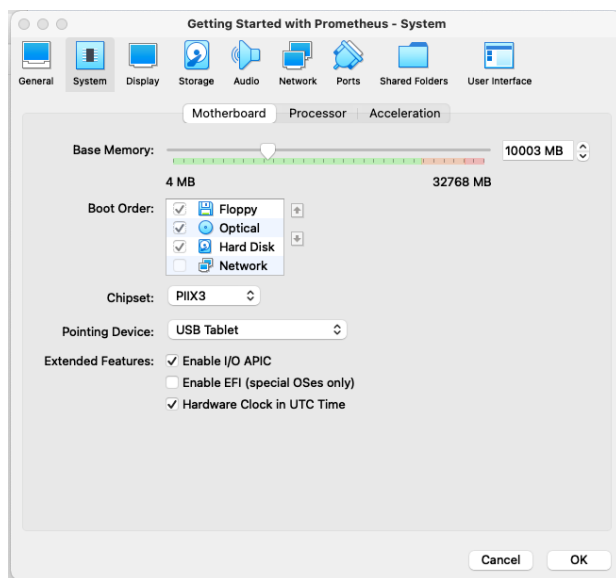 Getting Started with Prometheus - System
General System Display Storage Audio Network Ports Shared Folders User Interface
Motherboard Processor Acceleration
Base Memory: 10003 MB
4 MB 32768 MB
Boot Order: Floppy
Optical
Hard Disk
Network
Chipset: PIIX3
Pointing Device: USB Tablet
Extended Features: Enable I/O APIC
Enable EFI (special OSes only)
Hardware Clock in UTC Time
Cancel OK